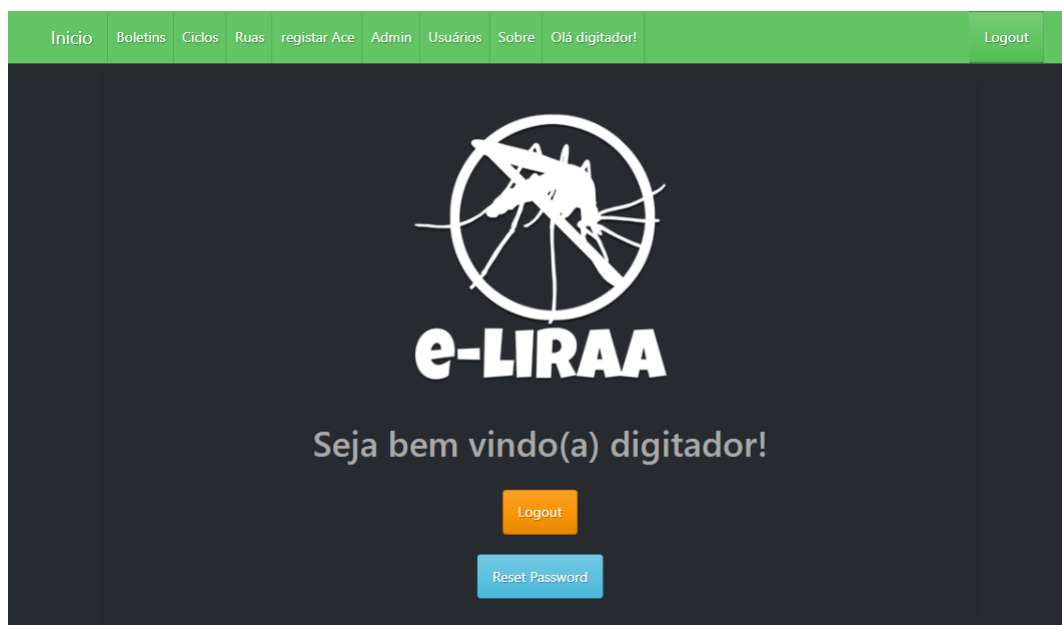 Inicio Boletins Ciclos Ruas registar Ace Admin Usuários Sobre Olá digitador! Logout
e-LIRAA
Seja bem vindo(a) digitador!
Logout
Reset Password